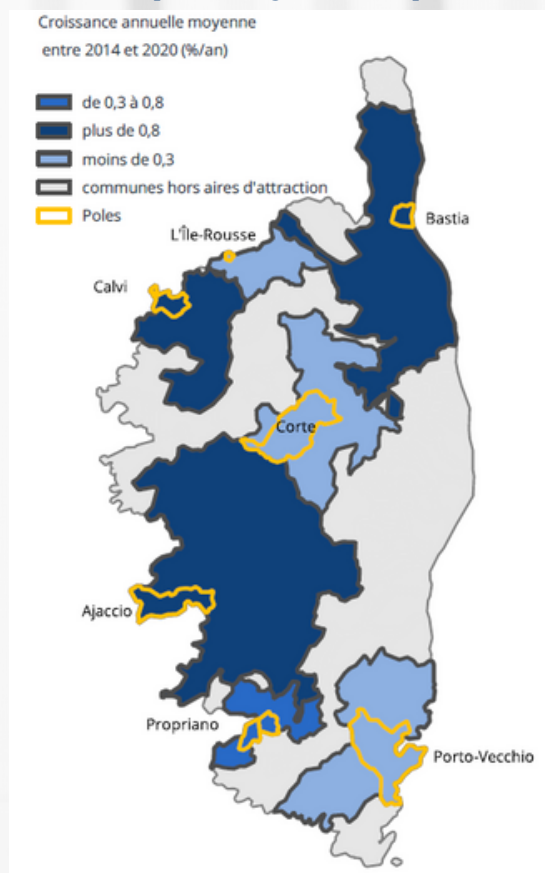 Croissance annuelle moyenne
entre 2014 et 2020 (%/an)
de 0,3 à 0,8
plus de 0,8
moins de 0,3
communes hors aires d'attraction
Poles
Bastia
L'Île-Rousse
Calvi
Corte
Ajaccio
Propriano
Porto-Vecchio